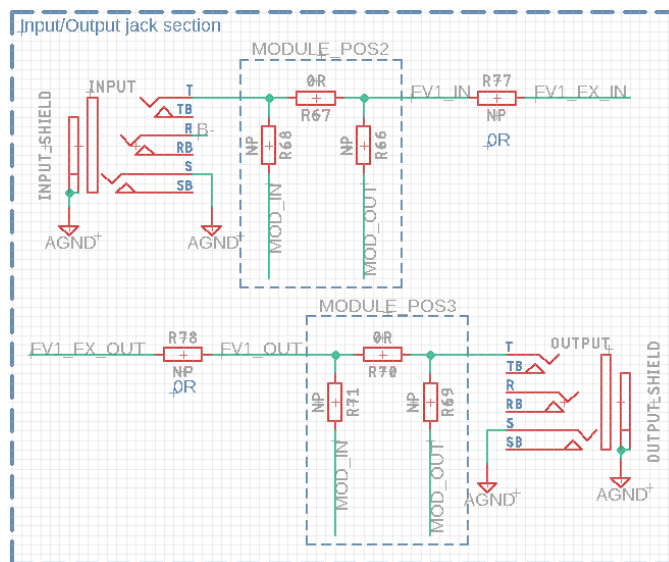 Input/Output jack section
MODULE_POS2
INPUT
T
TB
R
B-
RB
S
SB
INPUT_SHIELD
AGND
AGND
0R
R67
NP
R68
NP
R66
MOD_IN
MOD_OUT
FV1_IN
R77
NP
0R
FV1_EX_IN
MODULE_POS3
FV1_EX_OUT
R78
NP
0R
FV1_OUT
0R
R70
NP
R71
NP
R69
MOD_IN
MOD_OUT
OUTPUT
T
TB
R
RB
S
SB
OUTPUT_SHIELD
AGND
AGND